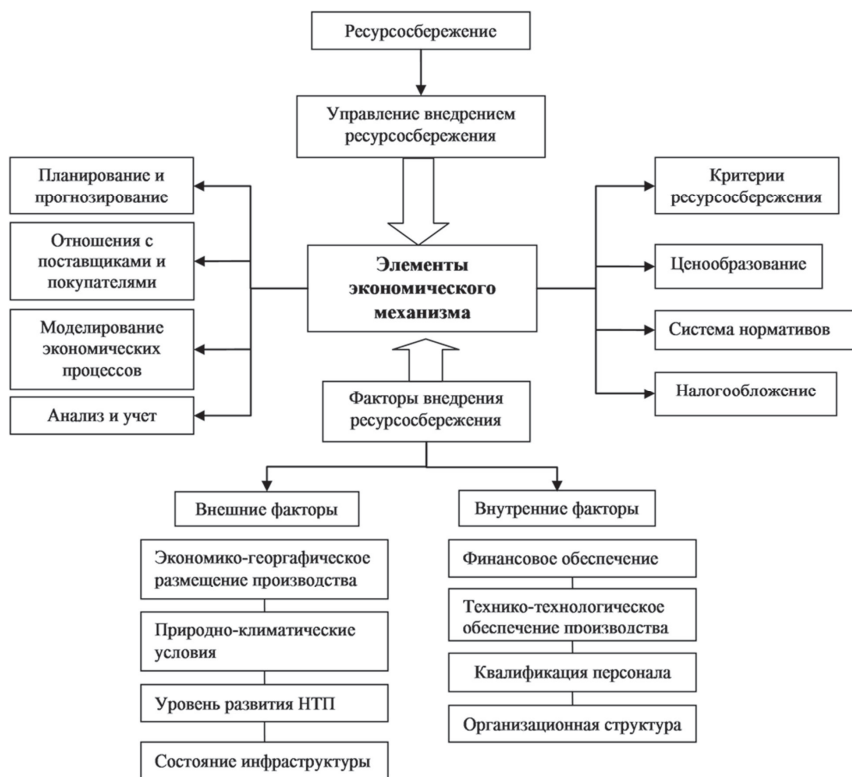 Ресурсосбережение
Управление внедрением
ресурсосбережения
Планирование и
прогнозирование
Отношения с
поставщиками и
покупателями
Моделирование
экономических
процессов
Анализ и учет
Элементы
экономического
механизма
Критерии
ресурсосбережения
Ценообразование
Система нормативов
Налогообложение
Факторы внедрения
ресурсосбережения
Внешние факторы
Экономико-георгафическое
размещение производства
Природно-климатические
условия
Уровень развития НТП
Состояние инфраструктуры
Внутренние факторы
Финансовое обеспечение
Технико-технологическое
обеспечение производства
Квалификация персонала
Организационная структура